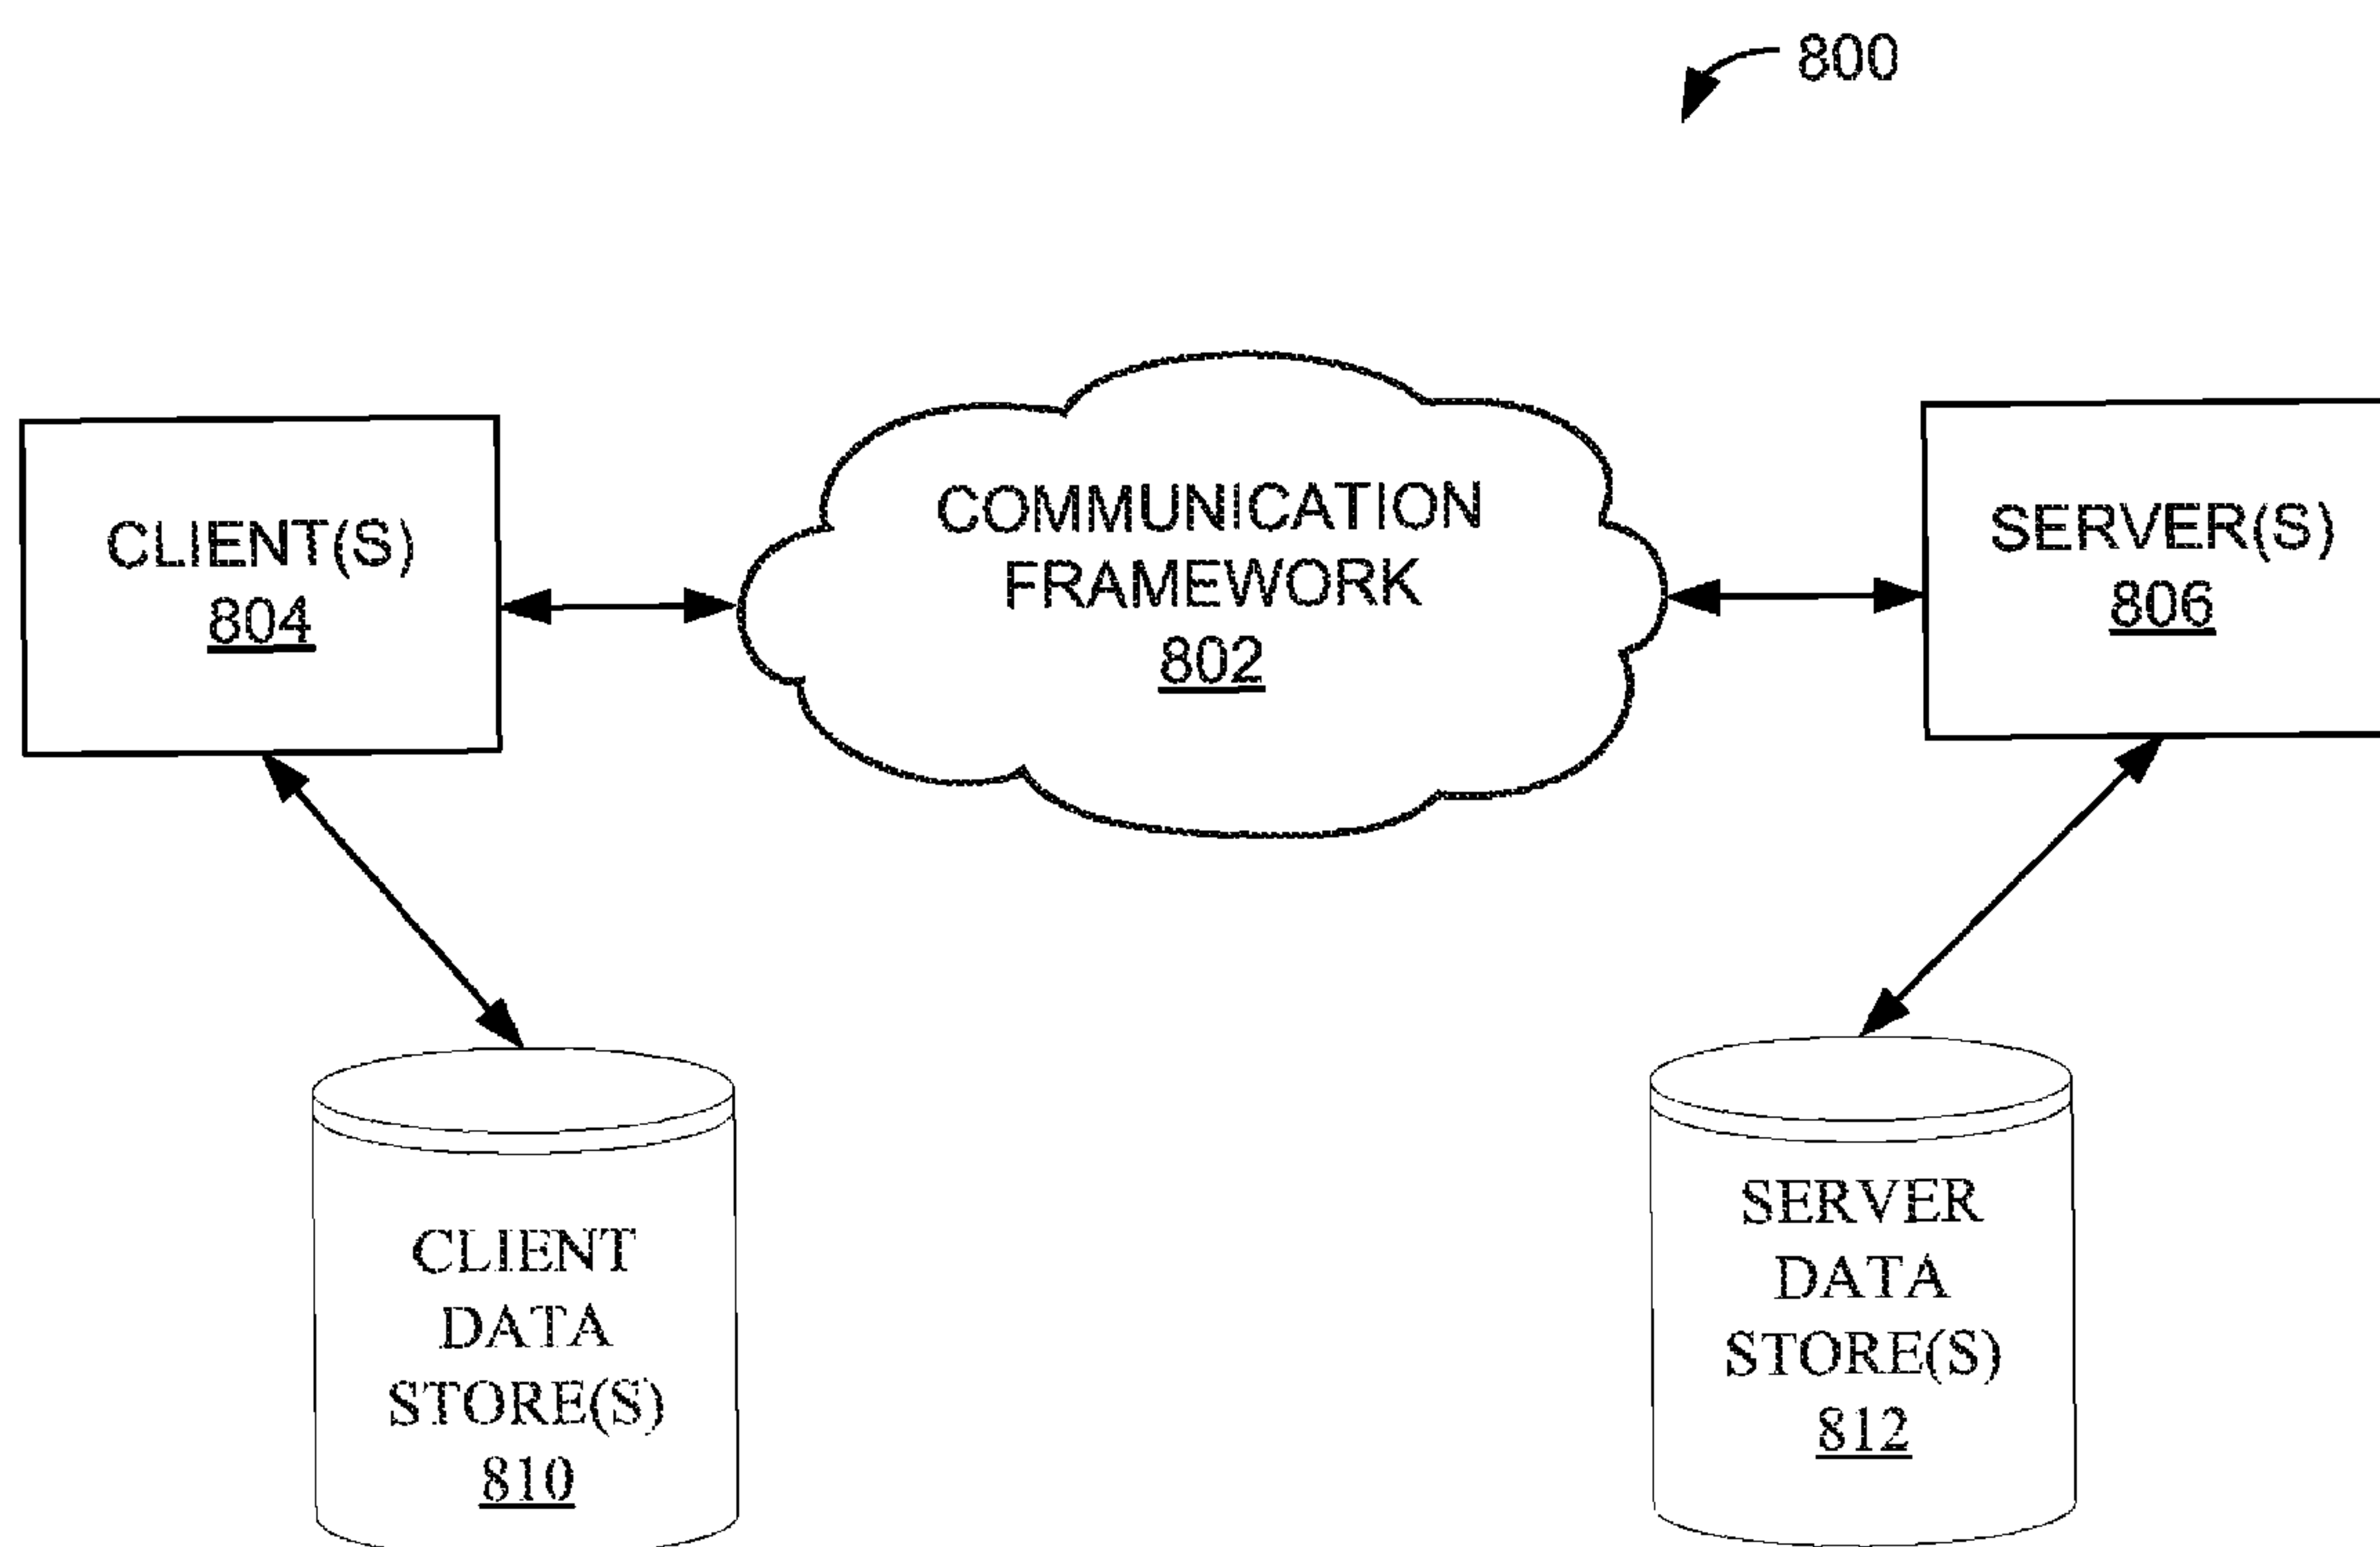 800
CLIENT(S)
804
COMMUNICATION
FRAMEWORK
802
SERVER(S)
806
CLIENT
DATA
STORE(S)
810
SERVER
DATA
STORE(S)
812